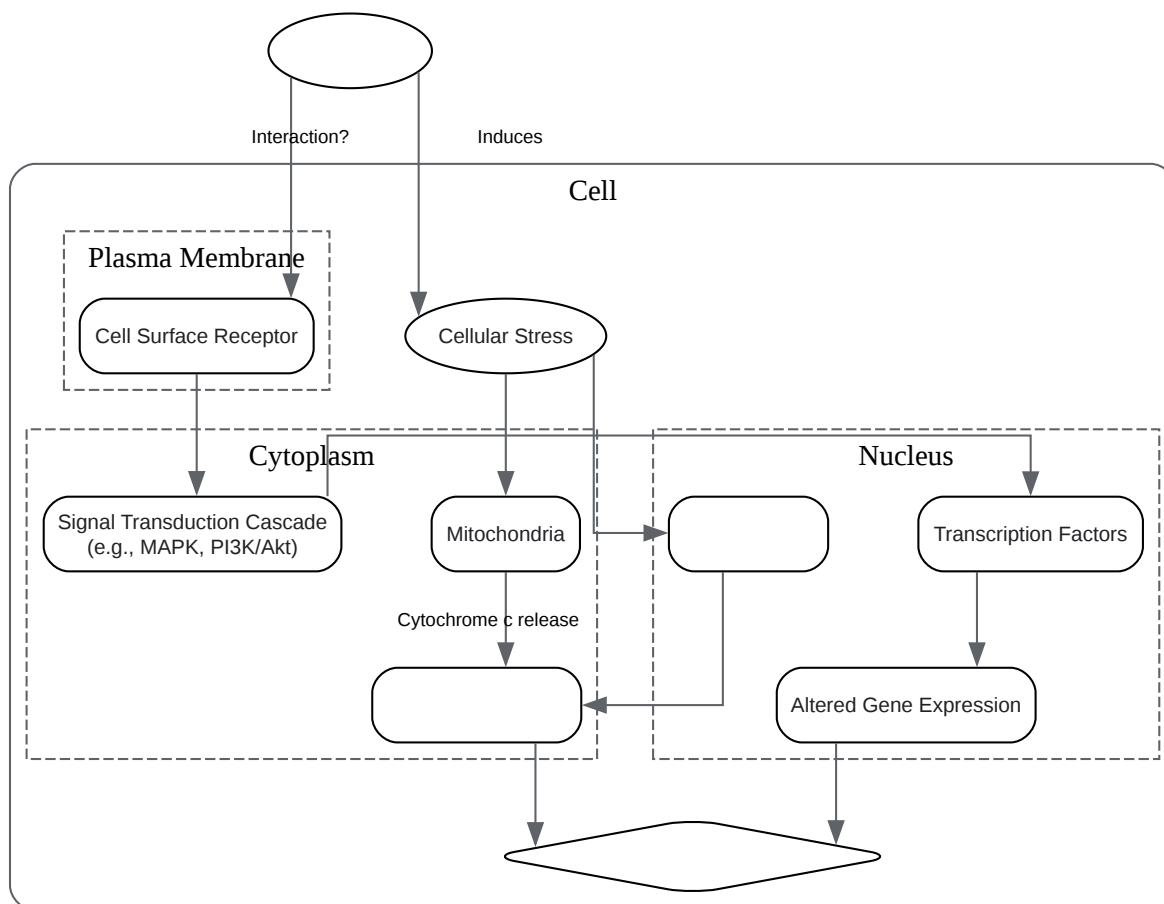 Interaction?
Induces
Cell
Plasma Membrane
Cell Surface Receptor
Cellular Stress
Cytoplasm
Nucleus
Signal Transduction Cascade
(e.g., MAPK, PI3K/Akt)
Mitochondria
Transcription Factors
Cytochrome c release
Altered Gene Expression